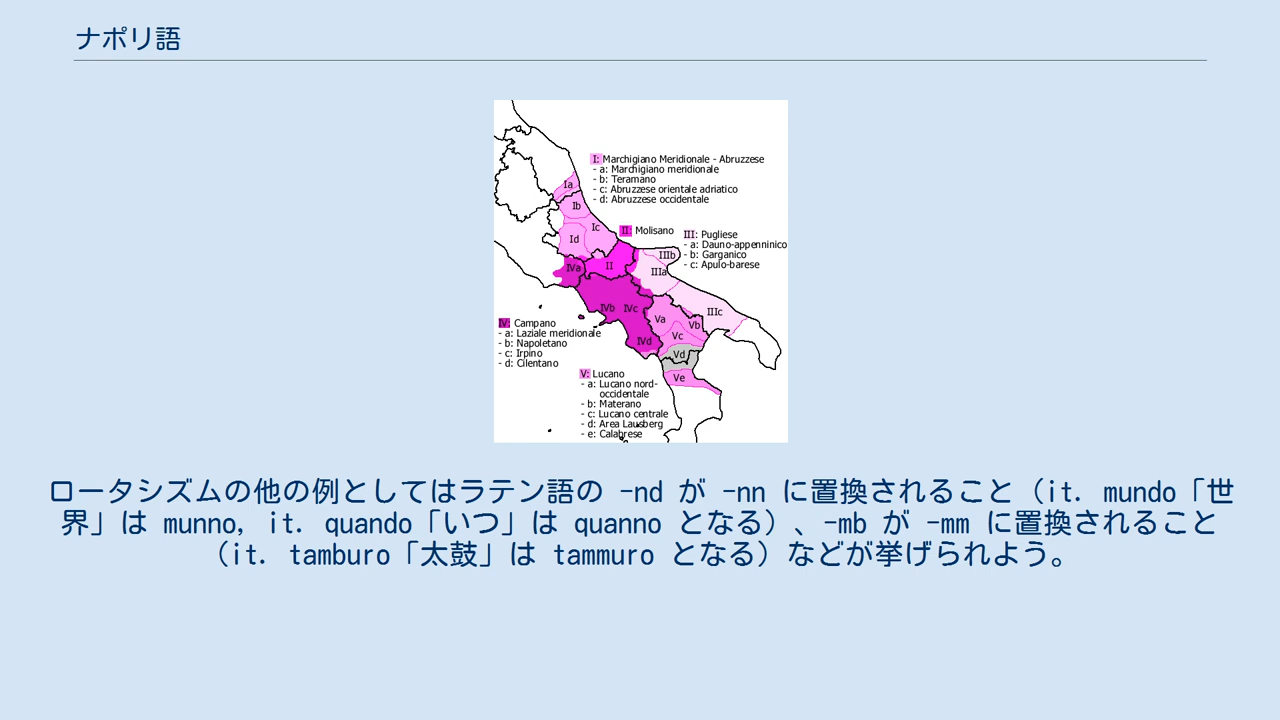 ナポリ語
I: Marchigiano Meridionale - Abruzzese
- a: Marchigiano meridionale
- b: Teramano
- c: Abruzzese orientale adriatico
- d: Abruzzese occidentale
II: Molisano
III: Pugliese
- a: Dauno-appenninico
- b: Garganico
- c: Apulo-barese
Ia
Ib
Ic
Id
II
IIIb
IIIa
IIIc
IVa
IVb
IVc
IVd
Va
Vb
Vc
Vd
Ve
IV: Campano
- a: Laziale meridionale
- b: Napoletano
- c: Irpino
- d: Cilentano
V: Lucano
- a: Lucano nord-
occidentale
- b: Materano
- c: Lucano centrale
- d: Area Lausberg
- e: Calabrese
ロータシズムの他の例としてはラテン語の -nd が -nn に置換されること（it. mundo「世
界」は munno, it. quando「いつ」は quanno となる）、-mb が -mm に置換されること
（it. tamburo「太鼓」は tammuro となる）などが挙げられよう。